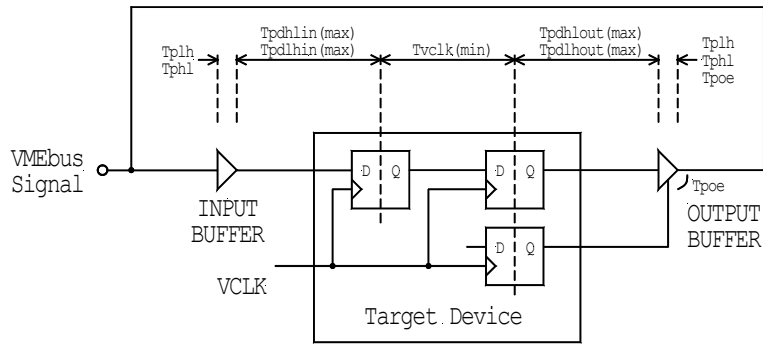 Tpdhlin(max)
Tpdlhin(max)
Tvclk(min)
Tpdhlout(max)
Tpdlhout(max)
Tplh
Tphl
Tplh
Tphl
Tpoe
VMEbus
Signal
D Q
D Q
Tpoe
INPUT
BUFFER
OUTPUT
BUFFER
D Q
VCLK
Target Device